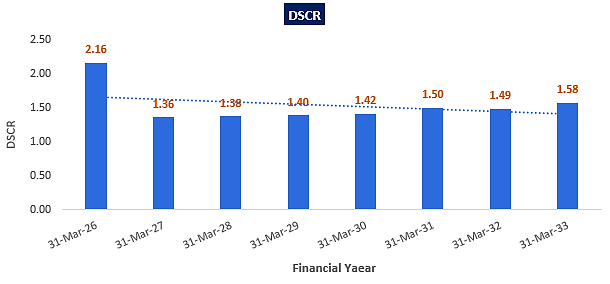 DSCR
2.50
2.00
1.50
1.00
0.50
0.00
DSCR
2.16
1.36
1.38
1.40
1.42
1.50
1.49
1.58
31-Mar-26
31-Mar-27
31-Mar-28
31-Mar-29
31-Mar-30
31-Mar-31
31-Mar-32
31-Mar-33
Financial Yaear